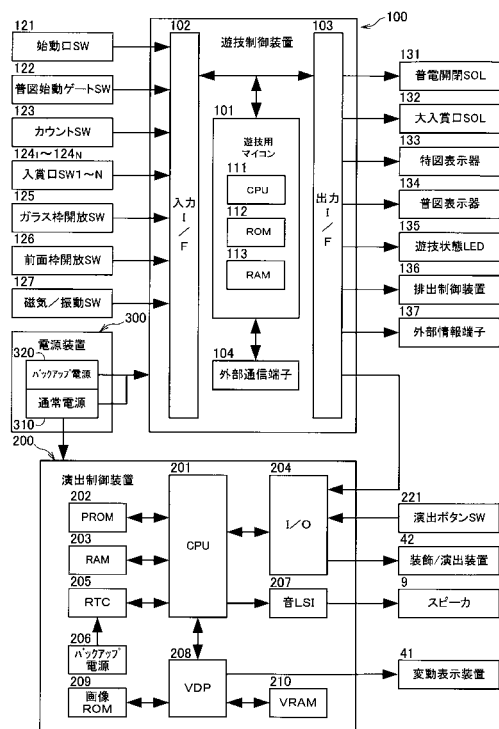 121
始動口SW
122
普図始動ゲートSW
123
カウントSW
124₁～124N
入賞口SW1～N
125
ガラス枠開放SW
126
前面枠開放SW
127
磁気/振動SW
300
電源装置
320
バックアップ電源
通常電源
310
100
遊技制御装置
102
入力
I/F
101
遊技用
マイコン
111
CPU
112
ROM
113
RAM
104
外部通信端子
103
出力
I/F
131
普電開閉SOL
132
大入賞口SOL
133
特図表示器
134
普図表示器
135
遊技状態LED
136
排出制御装置
137
外部情報端子
200
演出制御装置
202
PROM
203
RAM
205
RTC
206
バックアップ
電源
209
画像
ROM
201
CPU
208
VDP
204
I/O
207
音LSI
210
VRAM
221
演出ボタンSW
42
装飾/演出装置
9
スピーカ
41
変動表示装置